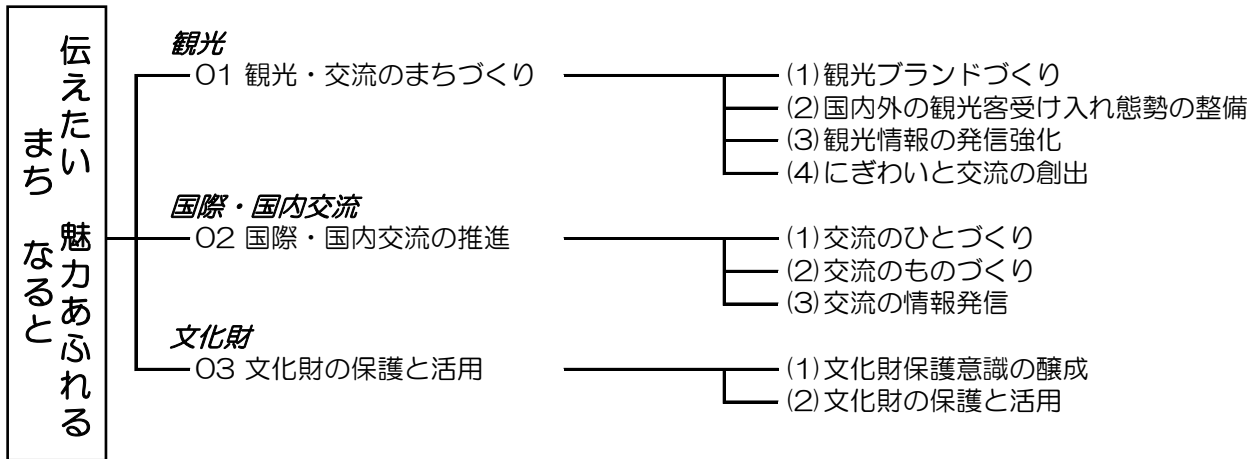 伝えたい 魅力あふれる
まち なると
観光
01 観光・交流のまちづくり
(1)観光ブランドづくり
(2)国内外の観光客受け入れ態勢の整備
(3)観光情報の発信強化
(4)にぎわいと交流の創出
国際・国内交流
02 国際・国内交流の推進
(1)交流のひとづくり
(2)交流のものづくり
(3)交流の情報発信
文化財
03 文化財の保護と活用
(1)文化財保護意識の醸成
(2)文化財の保護と活用